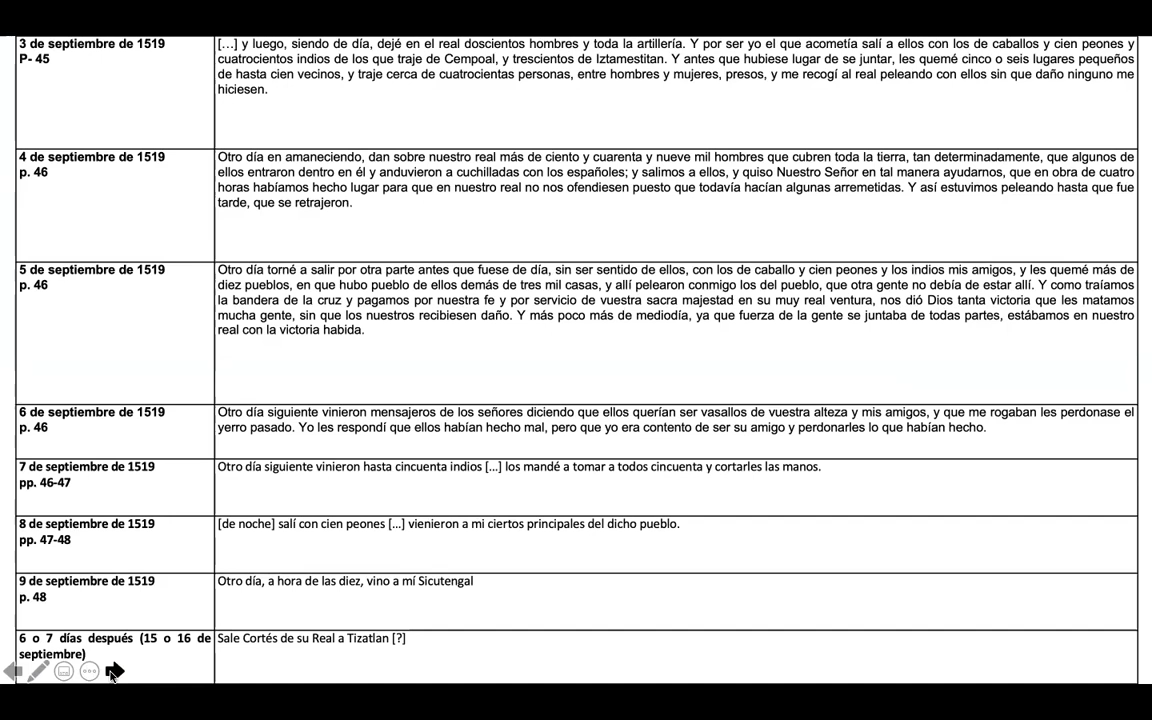 3 de septiembre de 1519
P- 45
[…] y luego, siendo de día, dejé en el real doscientos hombres y toda la artillería. Y por ser yo el que acometía salí a ellos con los de caballos y cien peones y
cuatrocientos indios de los que traje de Cempoal, y trescientos de Iztamestitan. Y antes que hubiese lugar de se juntar, les quemé cinco o seis lugares pequeños
de hasta cien vecinos, y traje cerca de cuatrocientas personas, entre hombres y mujeres, presos, y me recogí al real peleando con ellos sin que daño ninguno me
hiciesen.
4 de septiembre de 1519
p. 46
Otro día en amaneciendo, dan sobre nuestro real más de ciento y cuarenta y nueve mil hombres que cubren toda la tierra, tan determinadamente, que algunos de
ellos entraron dentro en él y anduvieron a cuchilladas con los españoles; y salimos a ellos, y quiso Nuestro Señor en tal manera ayudarnos, que en obra de cuatro
horas habíamos hecho lugar para que en nuestro real no nos ofendiesen puesto que todavía hacían algunas arremetidas. Y así estuvimos peleando hasta que fue
tarde, que se retrajeron.
5 de septiembre de 1519
p. 46
Otro día torné a salir por otra parte antes que fuese de día, sin ser sentido de ellos, con los de caballo y cien peones y los indios mis amigos, y les quemé más de
diez pueblos, en que hubo pueblo de ellos demás de tres mil casas, y allí pelearon conmigo los del pueblo, que otra gente no debía de estar allí. Y como traíamos
la bandera de la cruz y pagamos por nuestra fe y por servicio de vuestra sacra majestad en su muy real ventura, nos dió Dios tanta victoria que les matamos
mucha gente, sin que los nuestros recibiesen daño. Y más poco más de mediodía, ya que fuerza de la gente se juntaba de todas partes, estábamos en nuestro
real con la victoria habida.
6 de septiembre de 1519
p. 46
Otro día siguiente vinieron mensajeros de los señores diciendo que ellos querían ser vasallos de vuestra alteza y mis amigos, y que me rogaban les perdonase el
yerro pasado. Yo les respondí que ellos habían hecho mal, pero que yo era contento de ser su amigo y perdonarles lo que habían hecho.
7 de septiembre de 1519
pp. 46-47
Otro día siguiente vinieron hasta cincuenta indios […] los mandé a tomar a todos cincuenta y cortarles las manos.
8 de septiembre de 1519
pp. 47-48
[de noche] salí con cien peones […] vienieron a mi ciertos principales del dicho pueblo.
9 de septiembre de 1519
p. 48
Otro día, a hora de las diez, vino a mí Sicutengal
6 o 7 días después (15 o 16 de
septiembre)
Sale Cortés de su Real a Tizatlan [?]